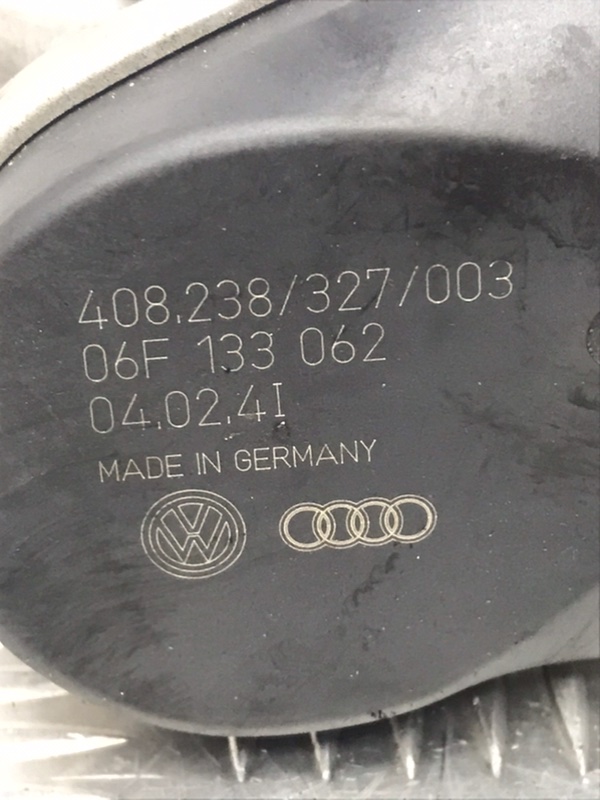 408.238/327/003
06F 133 062
04.02.4I
MADE IN GERMANY